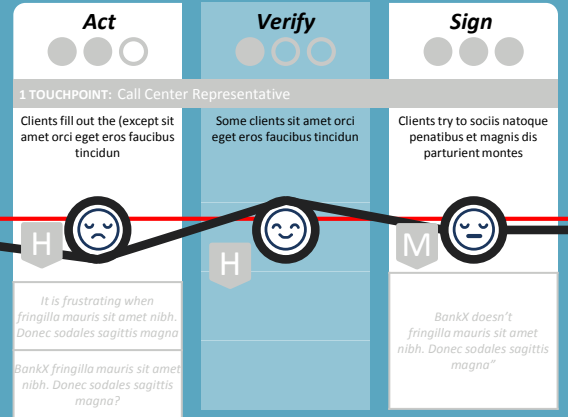 Act
Verify
Sign
1 TOUCHPOINT: Call Center Representative
Clients fill out the (except sit
amet orci eget eros faucibus
tincidun
Some clients sit amet orci
eget eros faucibus tincidun
Clients try to sociis natoque
penatibus et magnis dis
parturient montes
H
H
M
It is frustrating when
fringilla mauris sit amet nibh.
Donec sodales sagittis magna
BankX fringilla mauris sit amet
nibh. Donec sodales sagittis
magna?
BankX doesn’t
fringilla mauris sit amet
nibh. Donec sodales sagittis
magna”